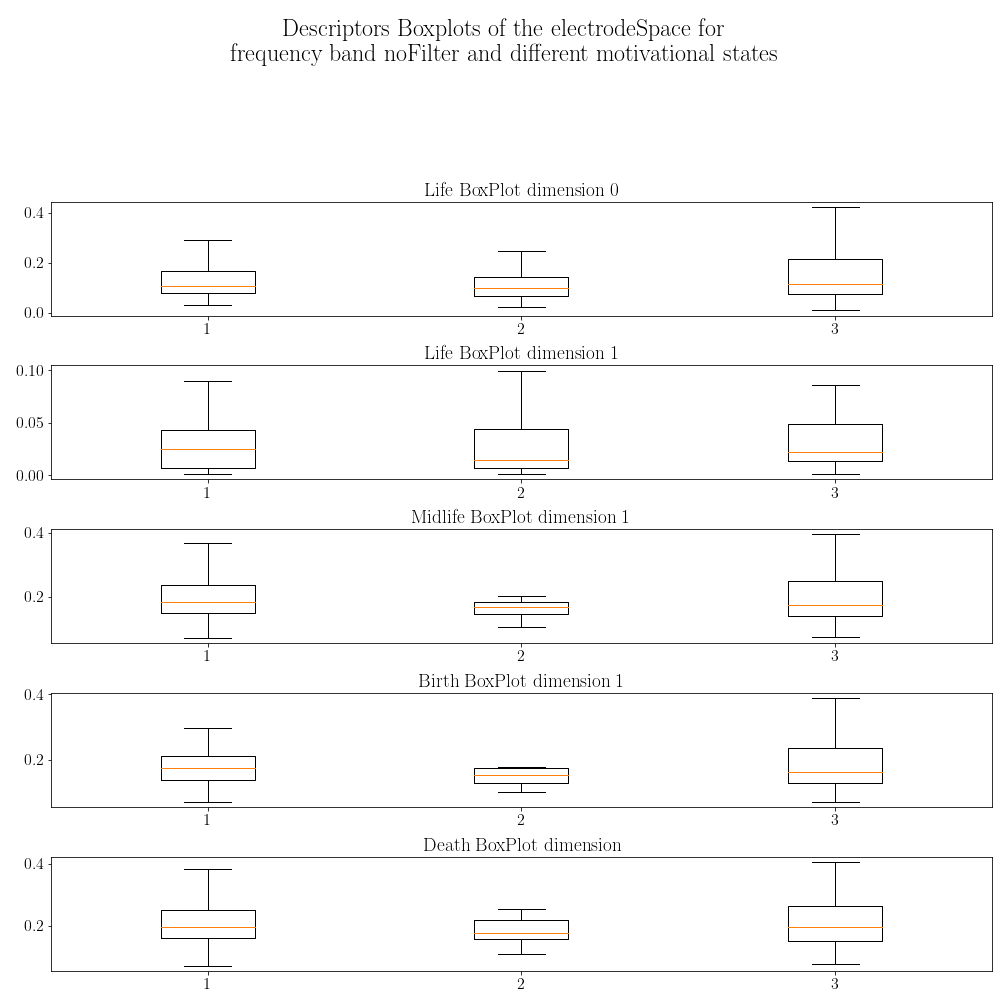 Descriptors Boxplots of the electrodeSpace for
frequency band noFilter and different motivational states
Life BoxPlot dimension 0
0.4
0.2
0.0
1 2 3
Life BoxPlot dimension 1
0.10
0.05
0.00
1 2 3
Midlife BoxPlot dimension 1
0.4
0.2
1 2 3
Birth BoxPlot dimension 1
0.4
0.2
1 2 3
Death BoxPlot dimension
0.4
0.2
1 2 3